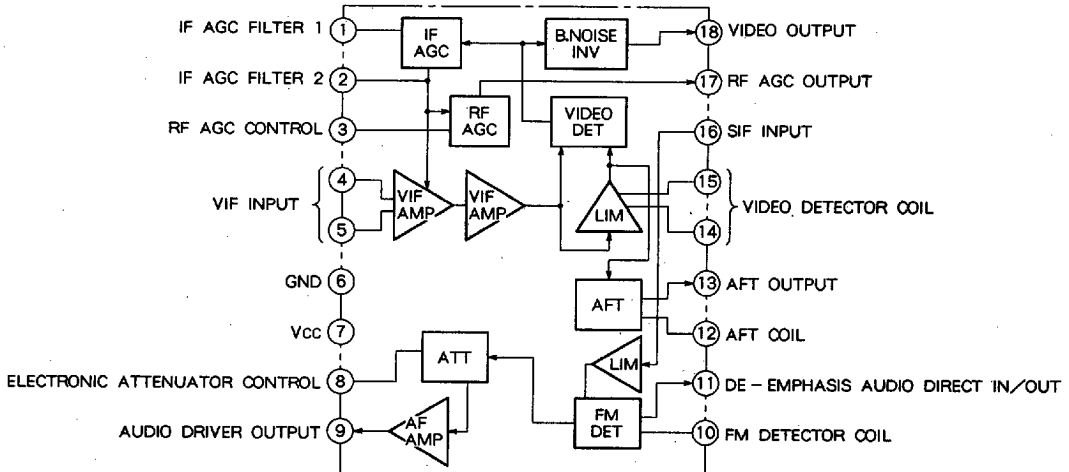 IF AGC FILTER 1
1
IF AGC FILTER 2
2
RF AGC CONTROL
3
VIF INPUT
4
5
GND
6
Vcc
7
ELECTRONIC ATTENUATOR CONTROL
8
AUDIO DRIVER OUTPUT
9
IF
AGC
B.NOISE
INV
RF
AGC
VIDEO
DET
VIF
AMP
VIF
AMP
LIM
AFT
LIM
ATT
AF
AMP
FM
DET
18
VIDEO OUTPUT
17
RF AGC OUTPUT
16
SIF INPUT
15
14
VIDEO DETECTOR COIL
13
AFT OUTPUT
12
AFT COIL
11
DE-EMPHASIS AUDIO DIRECT IN/OUT
10
FM DETECTOR COIL